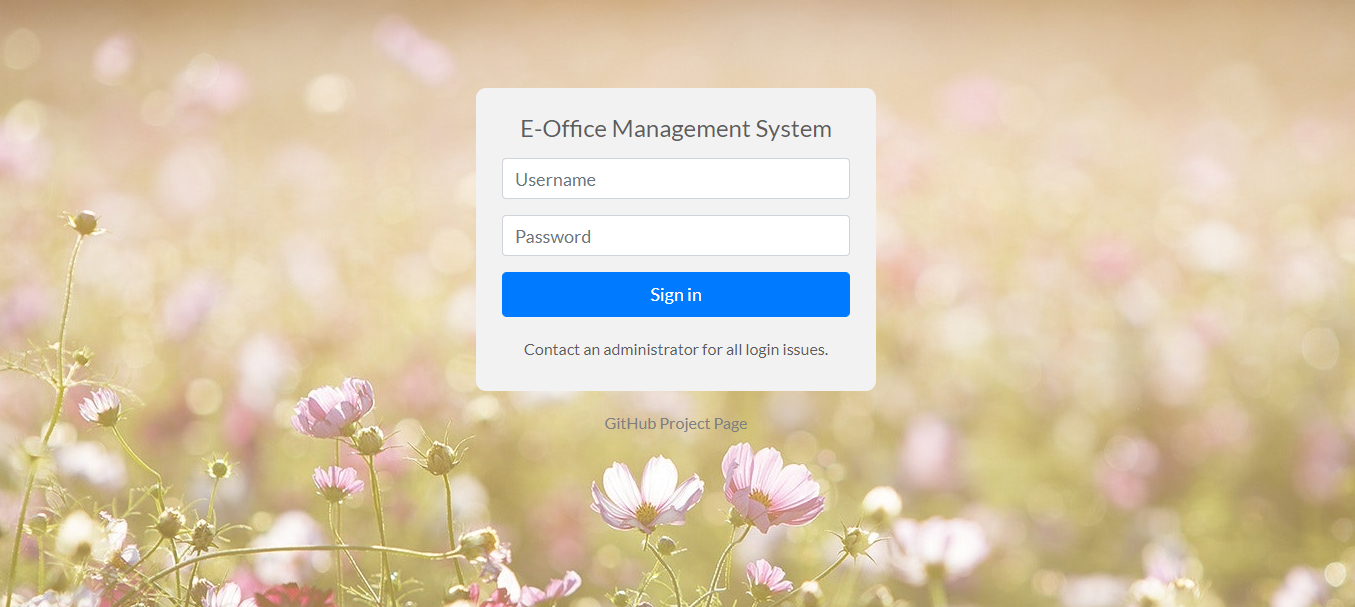 E-Office Management System
Username
Password
Sign in
Contact an administrator for all login issues.
GitHub Project Page